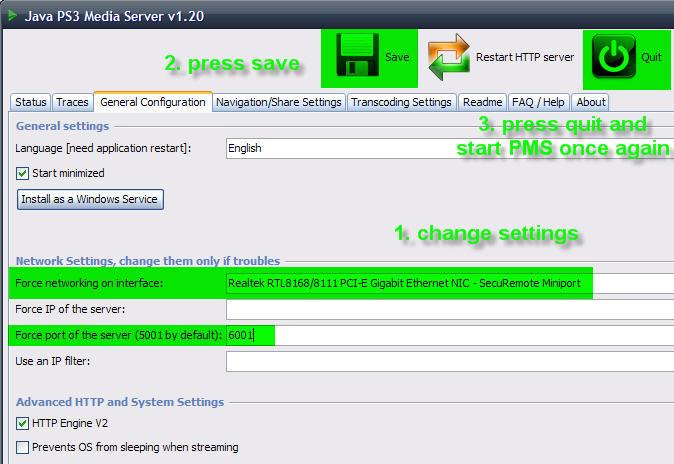 Java PS3 Media Server v1.20
2. press save
Save
Restart HTTP server
Quit
Status
Traces
General Configuration
Navigation/Share Settings
Transcoding Settings
Readme
FAQ / Help
About
General settings
3. press quit and
start PMS once again
Language [need application restart]:
English
Start minimized
Install as a Windows Service
1. change settings
Network Settings, change them only if troubles
Force networking on interface:
Realtek RTL8168/8111 PCI-E Gigabit Ethernet NIC - SecuRemote Miniport
Force IP of the server:
Force port of the server (5001 by default):
6001
Use an IP filter:
Advanced HTTP and System Settings
HTTP Engine V2
Prevents OS from sleeping when streaming